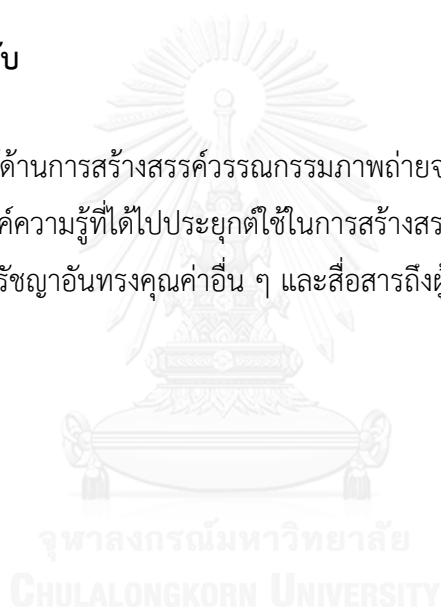 ด้านการสร้างสรรค์วรรณกรรมภาพถ่าย
ค์ความรู้ที่ได้ไปประยุกต์ใช้ในการสร้างสร
รัชญาอันทรงคุณค่าอื่น ๆ และสื่อสารถึง
จุฬาลงกรณ์มหาวิทยาลัย
CHULALONGKORN UNIVERSITY